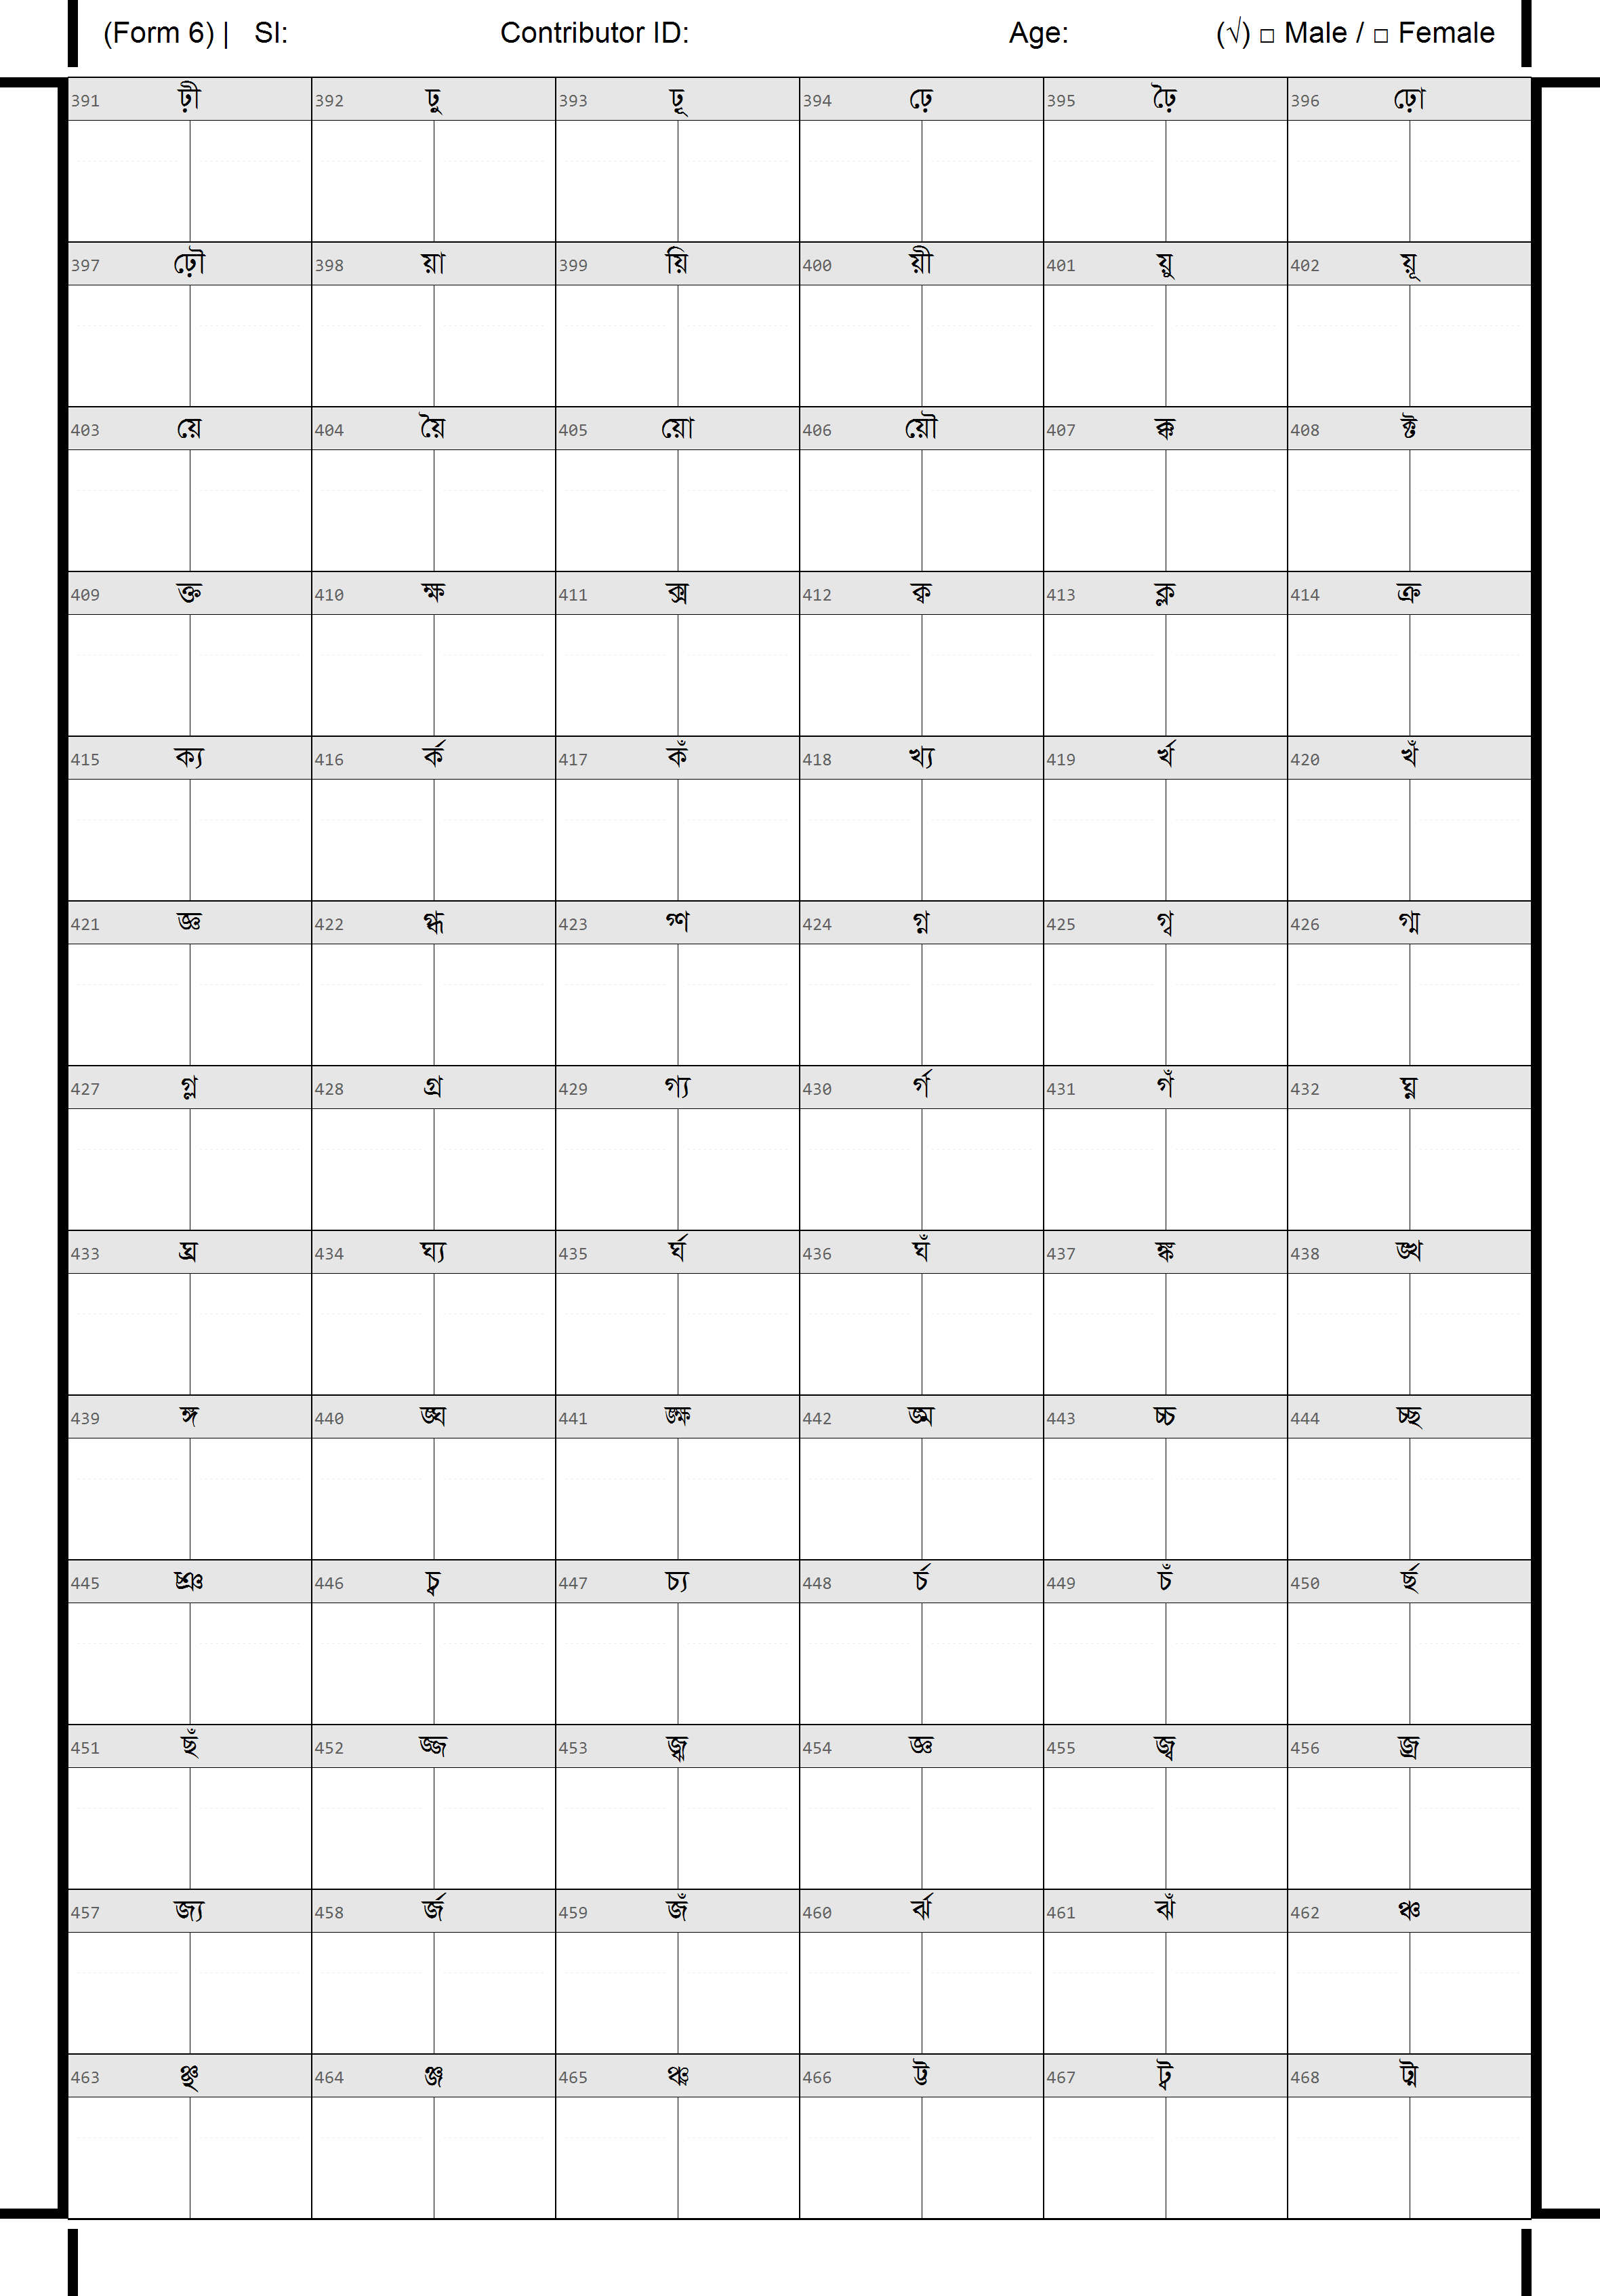 (Form 6) | Sl: Contributor ID: Age: (√) □ Male / □ Female
391 ঢ়ী 392 ঢ়ু 393 ঢ়ূ 394 ঢ়ে 395 ঢ়ৈ 396 ঢ়ো
397 ঢ়ৌ 398 য়া 399 য়ি 400 য়ী 401 য়ু 402 য়ূ
403 য়ে 404 য়ৈ 405 য়ো 406 য়ৌ 407 ক্ক 408 ক্ট
409 ক্ত 410 ক্ষ 411 ক্স 412 ক্ব 413 ক্ল 414 ক্র
415 ক্য 416 র্ক 417 কঁ 418 খ্য 419 র্খ 420 খঁ
421 জ্ঞ 422 গ্ধ 423 গ্গ 424 গ্ন 425 গ্ব 426 গ্ম
427 গ্ল 428 গ্র 429 গ্য 430 র্গ 431 গঁ 432 ঘ্ন
433 ঘ্র 434 ঘ্য 435 র্ঘ 436 ঘঁ 437 ঙ্ক 438 ঙ্খ
439 ঙ্গ 440 ঙ্ঘ 441 ঙ্ক্ষ 442 ঙ্ম 443 চ্চ 444 চ্ছ
445 চ্ঞ 446 চ্ব 447 চ্য 448 র্চ 449 চঁ 450 র্ছ
451 ছঁ 452 জ্জ 453 জ্ঝ 454 জ্ঞ 455 জ্ব 456 জ্র
457 জ্য 458 র্জ 459 জঁ 460 র্ঝ 461 ঝঁ 462 ঞ্চ
463 ঞ্ছ 464 ঞ্জ 465 ঞ্ঝ 466 ট্ট 467 ট্ব 468 ট্ম